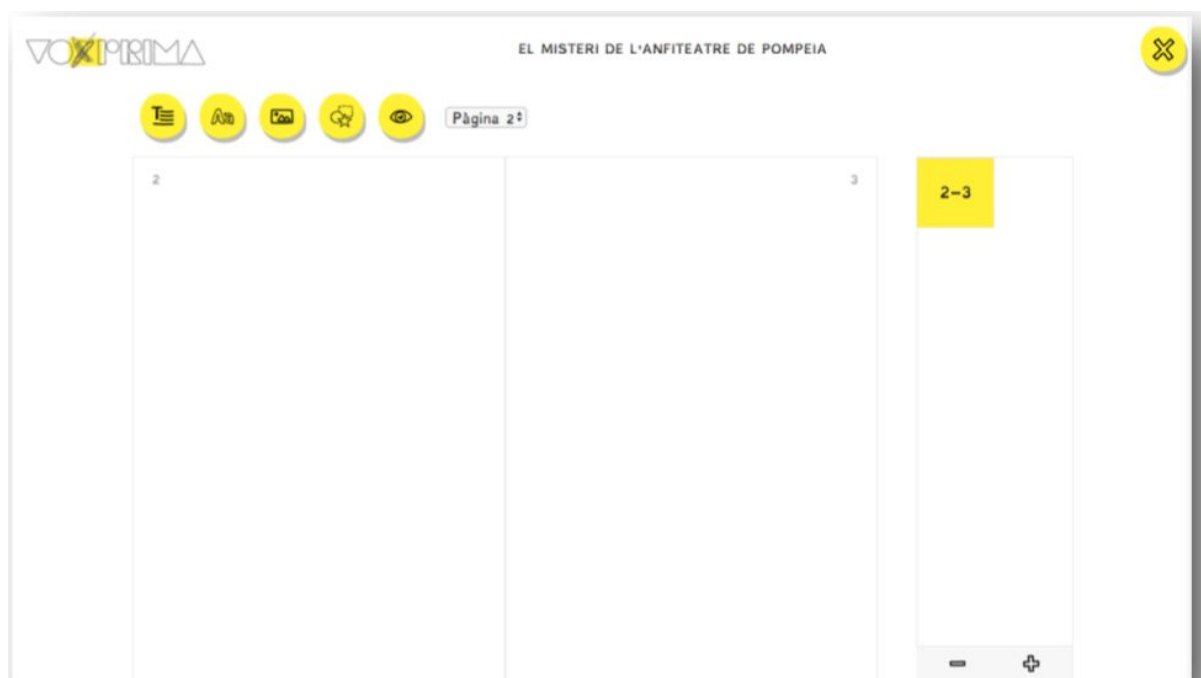 VOXPRIMA
EL MISTERI DE L'ANFITEATRE DE POMPEIA
Pàgina 2
2
3
2-3